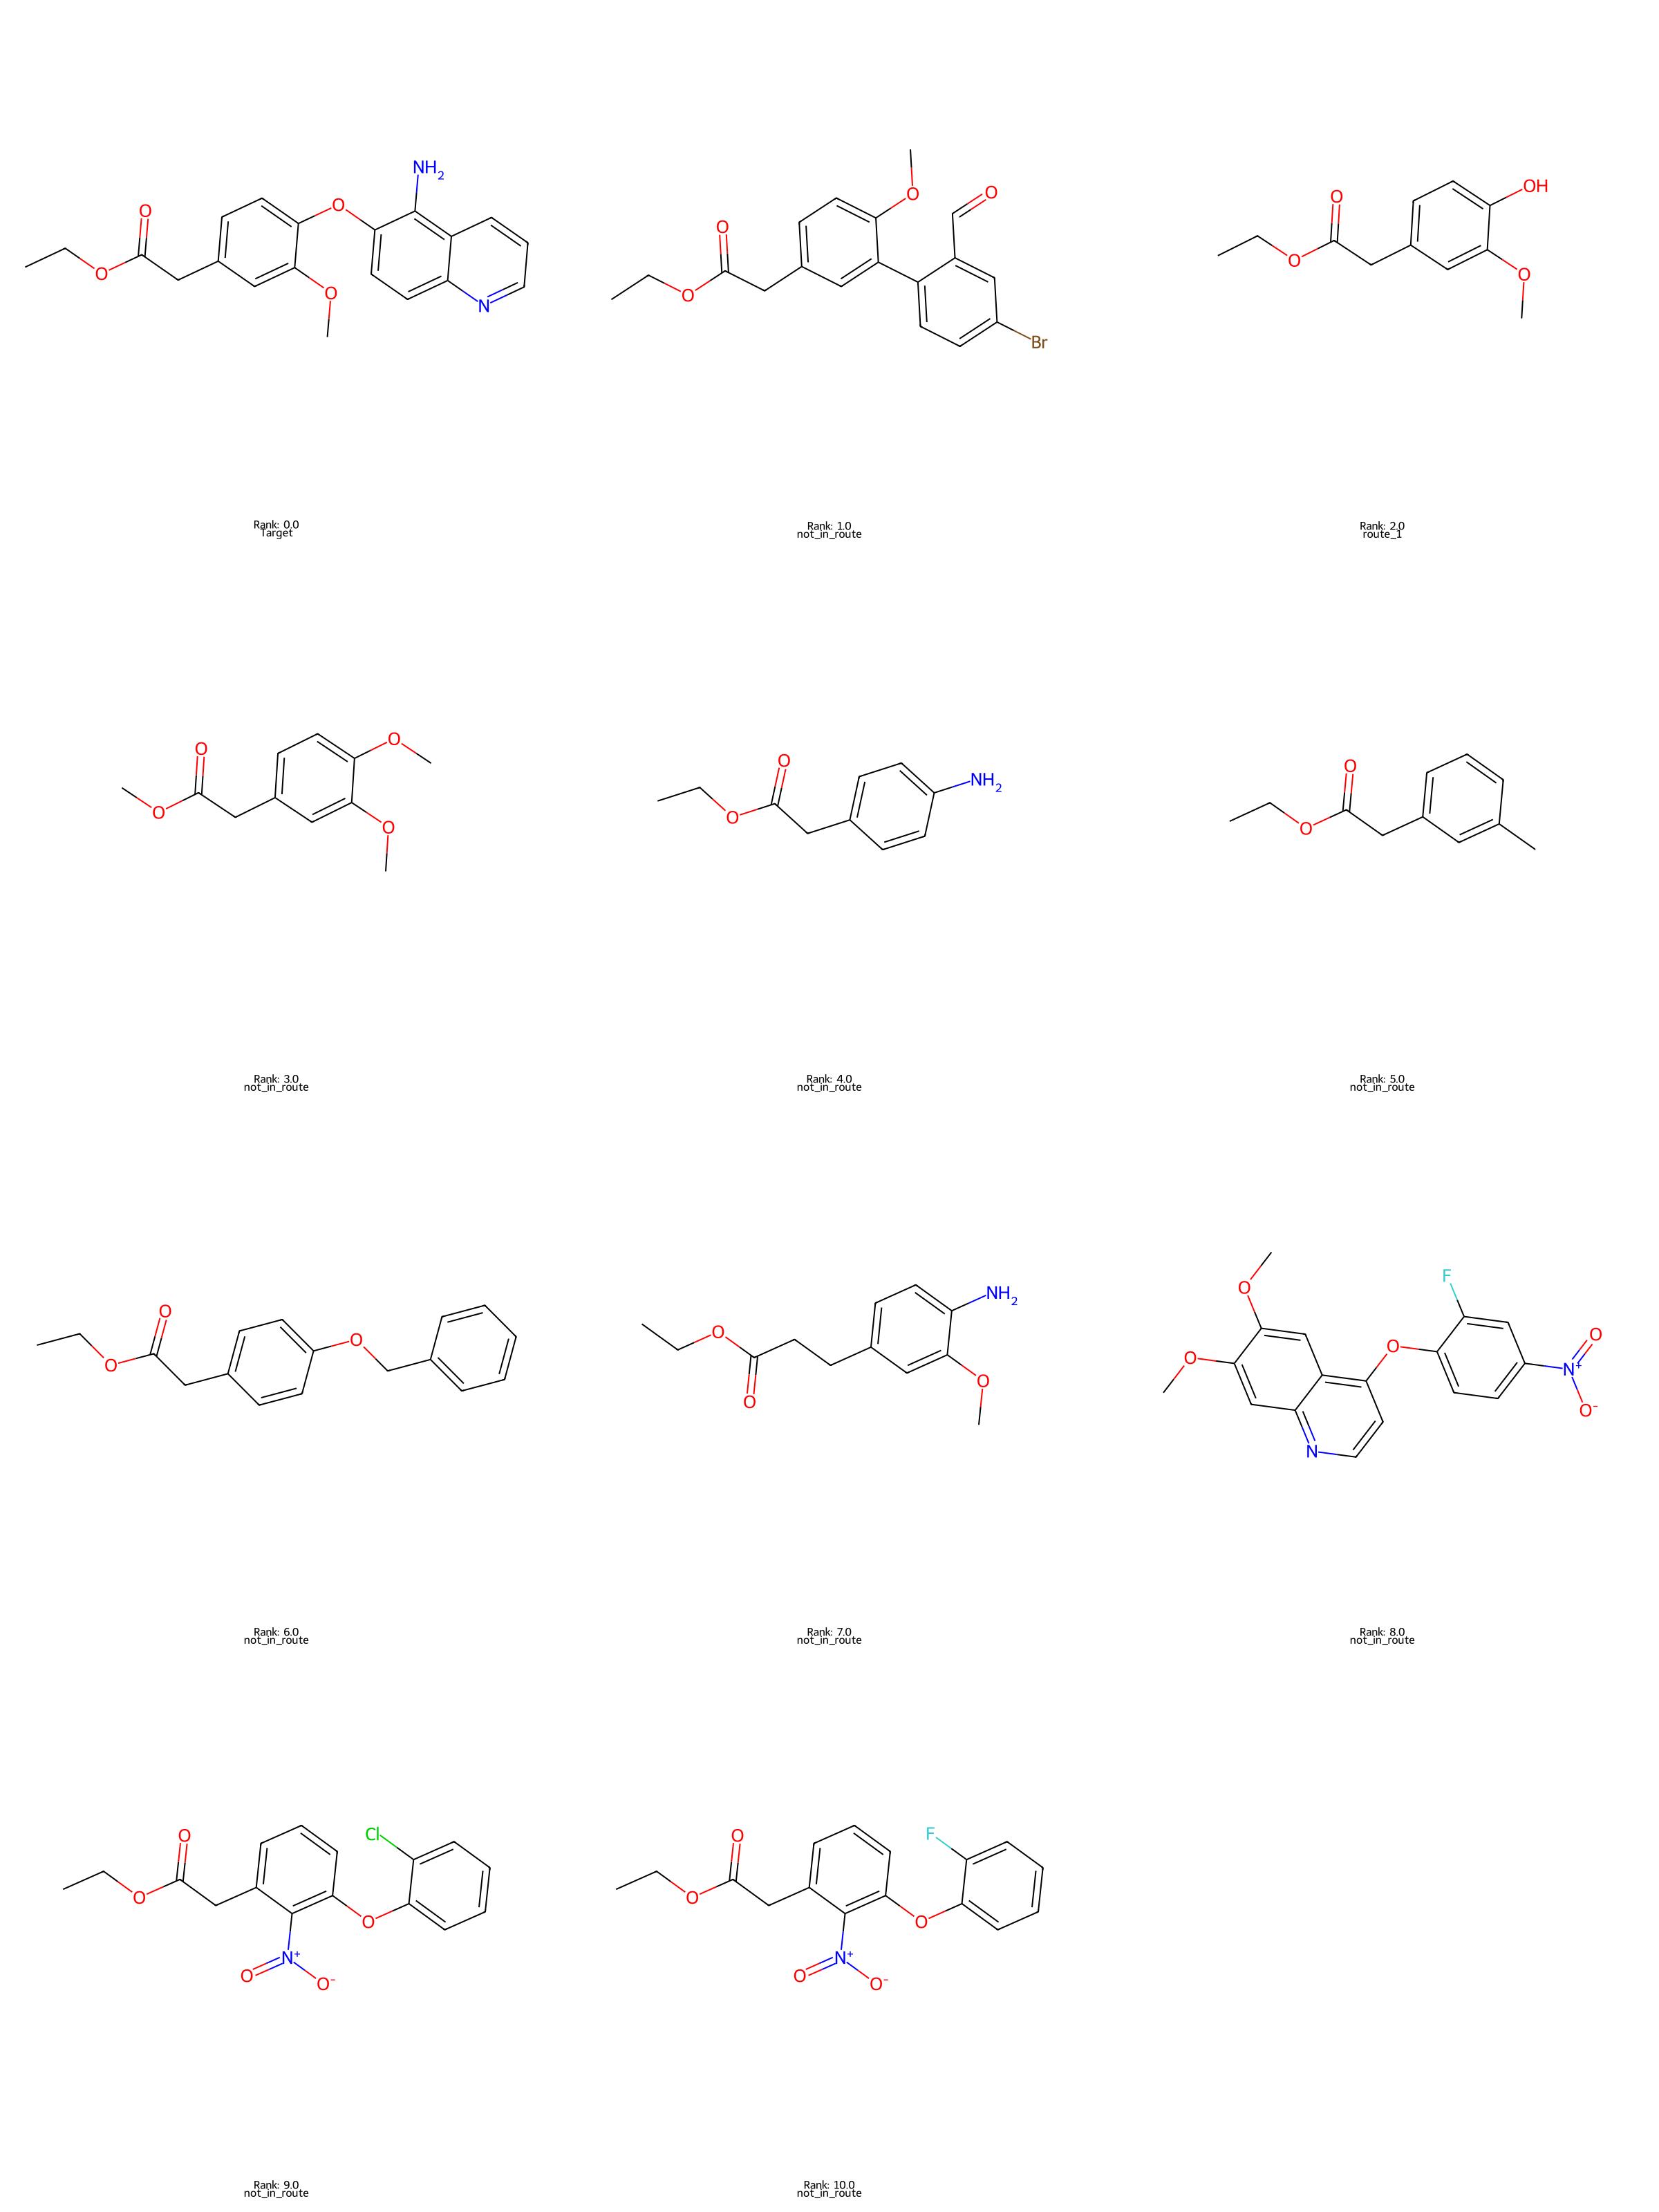 NH2
O
O
O
O
N
Rank: 0.0
Target
O
O
O
O
Br
Rank: 1.0
not_in_route
O
OH
O
O
Rank: 2.0
route_1
O
O
O
O
Rank: 3.0
not_in_route
O
NH2
O
Rank: 4.0
not_in_route
O
O
Rank: 5.0
not_in_route
O
O
O
Rank: 6.0
not_in_route
NH2
O
O
O
Rank: 7.0
not_in_route
F
O
O
O
O
N+
O-
N
Rank: 8.0
not_in_route
O
Cl
O
O
N+
O
O-
Rank: 9.0
not_in_route
O
F
O
O
N+
O
O-
Rank: 10.0
not_in_route